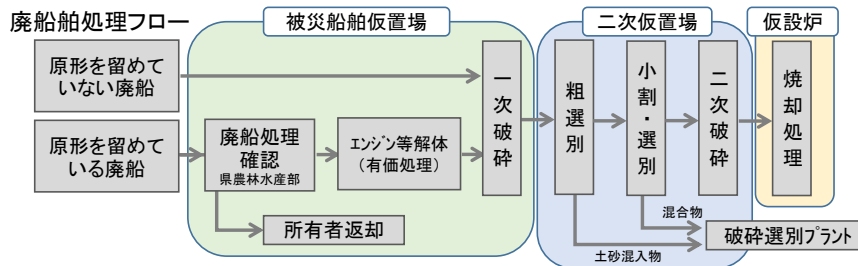 廃船舶処理フロー
被災船舶仮置場
二次仮置場
仮設炉
原形を留めて
いない廃船
原形を留めて
いる廃船
廃船処理
確認
県農林水産部
エンジン等解体
(有価処理)
一次破砕
所有者返却
粗選別
小割・選別
二次破砕
焼却処理
混合物
土砂混入物
破砕選別プラント